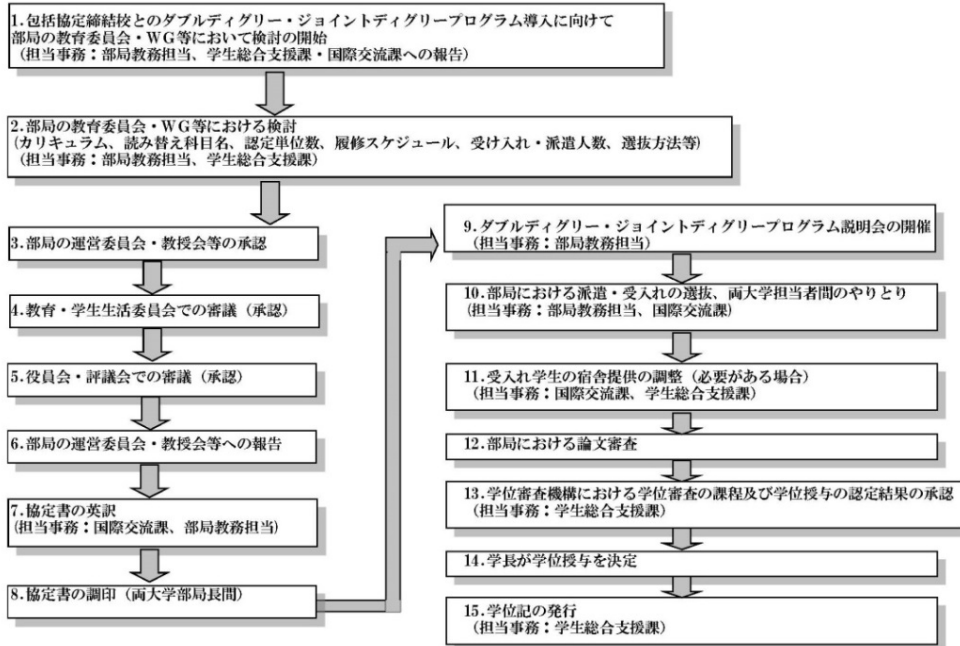 1.包括協定締結校とのダブルディグリー・ジョイントディグリープログラム導入に向けて
部局の教育委員会・WG等において検討の開始
(担当事務：部局教務担当、学生総合支援課・国際交流課への報告)
2.部局の教育委員会・WG等における検討
(カリキュラム、読み替え科目名、認定単位数、履修スケジュール、受け入れ・派遣人数、選抜方法等)
(担当事務：部局教務担当、学生総合支援課)
3.部局の運営委員会・教授会等の承認
4.教育・学生生活委員会での審議（承認）
5.役員会・評議会での審議（承認）
6.部局の運営委員会・教授会等への報告
7.協定書の英訳
(担当事務：国際交流課、部局教務担当)
8.協定書の調印（両大学部局長間）
9.ダブルディグリー・ジョイントディグリープログラム説明会の開催
(担当事務：部局教務担当)
10.部局における派遣・受入れの選抜、両大学担当者間のやりとり
(担当事務：部局教務担当、国際交流課)
11.受入れ学生の宿舎提供の調整（必要がある場合）
(担当事務：国際交流課、学生総合支援課)
12.部局における論文審査
13.学位審査機構における学位審査の課程及び学位授与の認定結果の承認
(担当事務：学生総合支援課)
14.学長が学位授与を決定
15.学位記の発行
(担当事務：学生総合支援課)